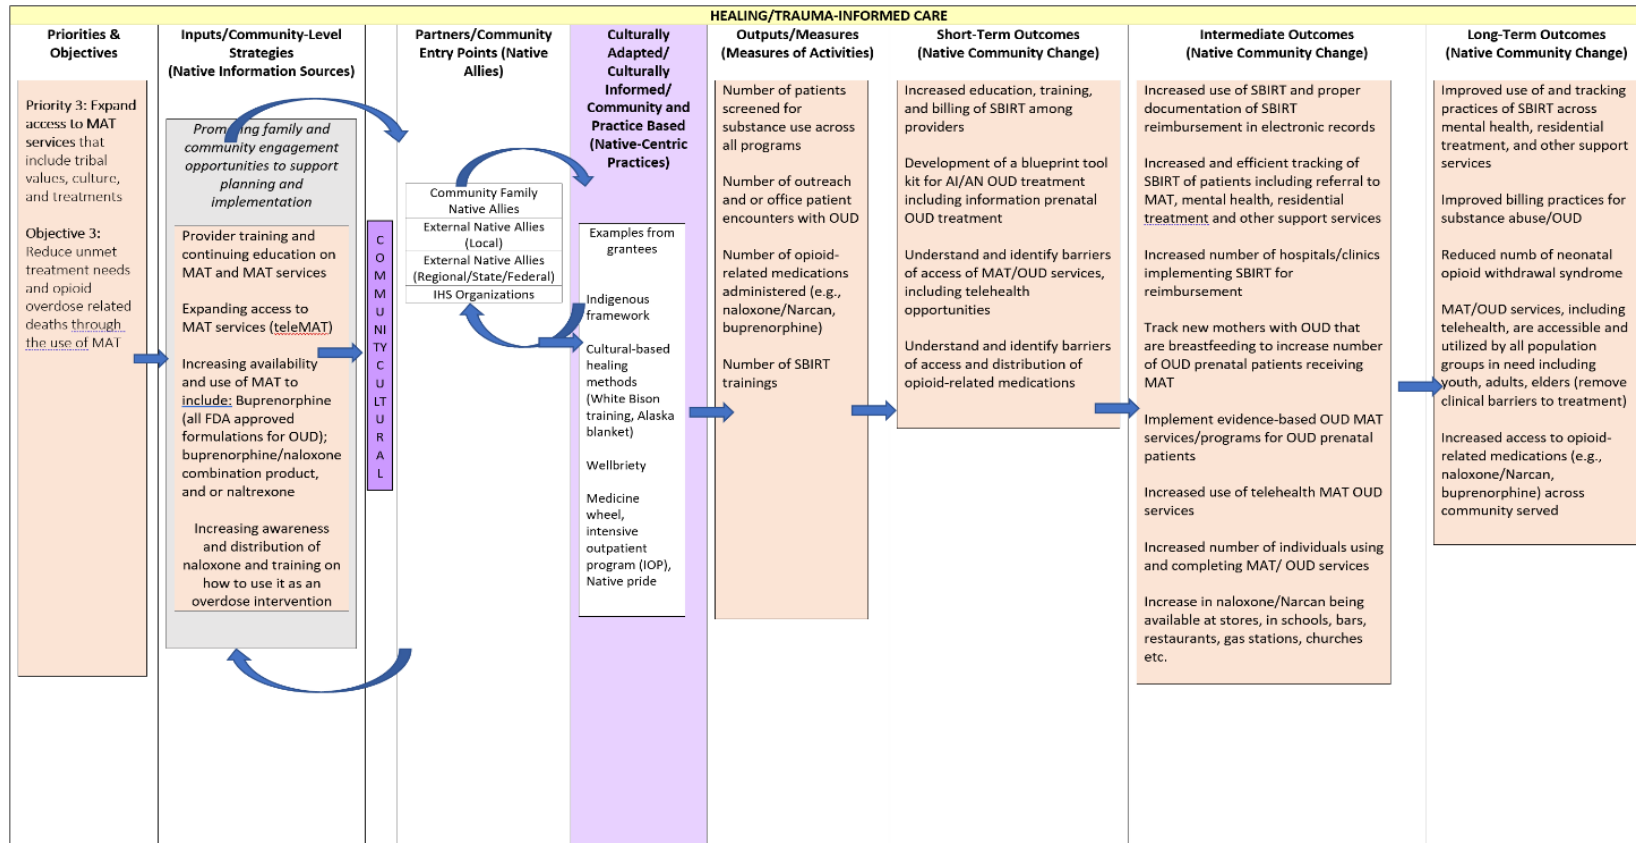 HEALING/TRAUMA-INFORMED CARE
Priorities &
Objectives
Priority 3: Expand
access to MAT
services that
include tribal
values, culture,
and treatments
Objective 3:
Reduce unmet
treatment needs
and opioid
overdose related
deaths through
the use of MAT
Inputs/Community-Level
Strategies
(Native Information Sources)
Promoting family and
community engagement
opportunities to support
planning and
implementation
Provider training and
continuing education on
MAT and MAT services
Expanding access to
MAT services (teleMAT)
Increasing availability
and use of MAT to
include: Buprenorphine
(all FDA approved
formulations for OUD);
buprenorphine/naloxone
combination product,
and or naltrexone
Increasing awareness
and distribution of
naloxone and training on
how to use it as an
overdose intervention
C
O
M
M
U
NI
TY
C
U
LT
U
R
A
L
Partners/Community
Entry Points (Native
Allies)
Community Family
Native Allies
External Native Allies
(Local)
External Native Allies
(Regional/State/Federal)
IHS Organizations
Culturally
Adapted/
Culturally
Informed/
Community and
Practice Based
(Native-Centric
Practices)
Examples from
grantees
Indigenous
framework
Cultural-based
healing
methods
(White Bison
training, Alaska
blanket)
Wellbriety
Medicine
wheel,
intensive
outpatient
program (IOP),
Native pride
Outputs/Measures
(Measures of Activities)
Number of patients
screened for
substance use across
all programs
Number of outreach
and or office patient
encounters with OUD
Number of opioid-
related medications
administered (e.g.,
naloxone/Narcan,
buprenorphine)
Number of SBIRT
trainings
Short-Term Outcomes
(Native Community Change)
Increased education, training,
and billing of SBIRT among
providers
Development of a blueprint tool
kit for AI/AN OUD treatment
including information prenatal
OUD treatment
Understand and identify barriers
of access of MAT/OUD services,
including telehealth
opportunities
Understand and identify barriers
of access and distribution of
opioid-related medications
Intermediate Outcomes
(Native Community Change)
Increased use of SBIRT and proper
documentation of SBIRT
reimbursement in electronic records
Increased and efficient tracking of
SBIRT of patients including referral to
MAT, mental health, residential
treatment and other support services
Increased number of hospitals/clinics
implementing SBIRT for
reimbursement
Track new mothers with OUD that
are breastfeeding to increase number
of OUD prenatal patients receiving
MAT
Implement evidence-based OUD MAT
services/programs for OUD prenatal
patients
Increased use of telehealth MAT OUD
services
Increased number of individuals using
and completing MAT/ OUD services
Increase in naloxone/Narcan being
available at stores, in schools, bars,
restaurants, gas stations, churches
etc.
Long-Term Outcomes
(Native Community Change)
Improved use of and tracking
practices of SBIRT across
mental health, residential
treatment, and other support
services
Improved billing practices for
substance abuse/OUD
Reduced numb of neonatal
opioid withdrawal syndrome
MAT/OUD services, including
telehealth, are accessible and
utilized by all population
groups in need including
youth, adults, elders (remove
clinical barriers to treatment)
Increased access to opioid-
related medications (e.g.,
naloxone/Narcan,
buprenorphine) across
community served